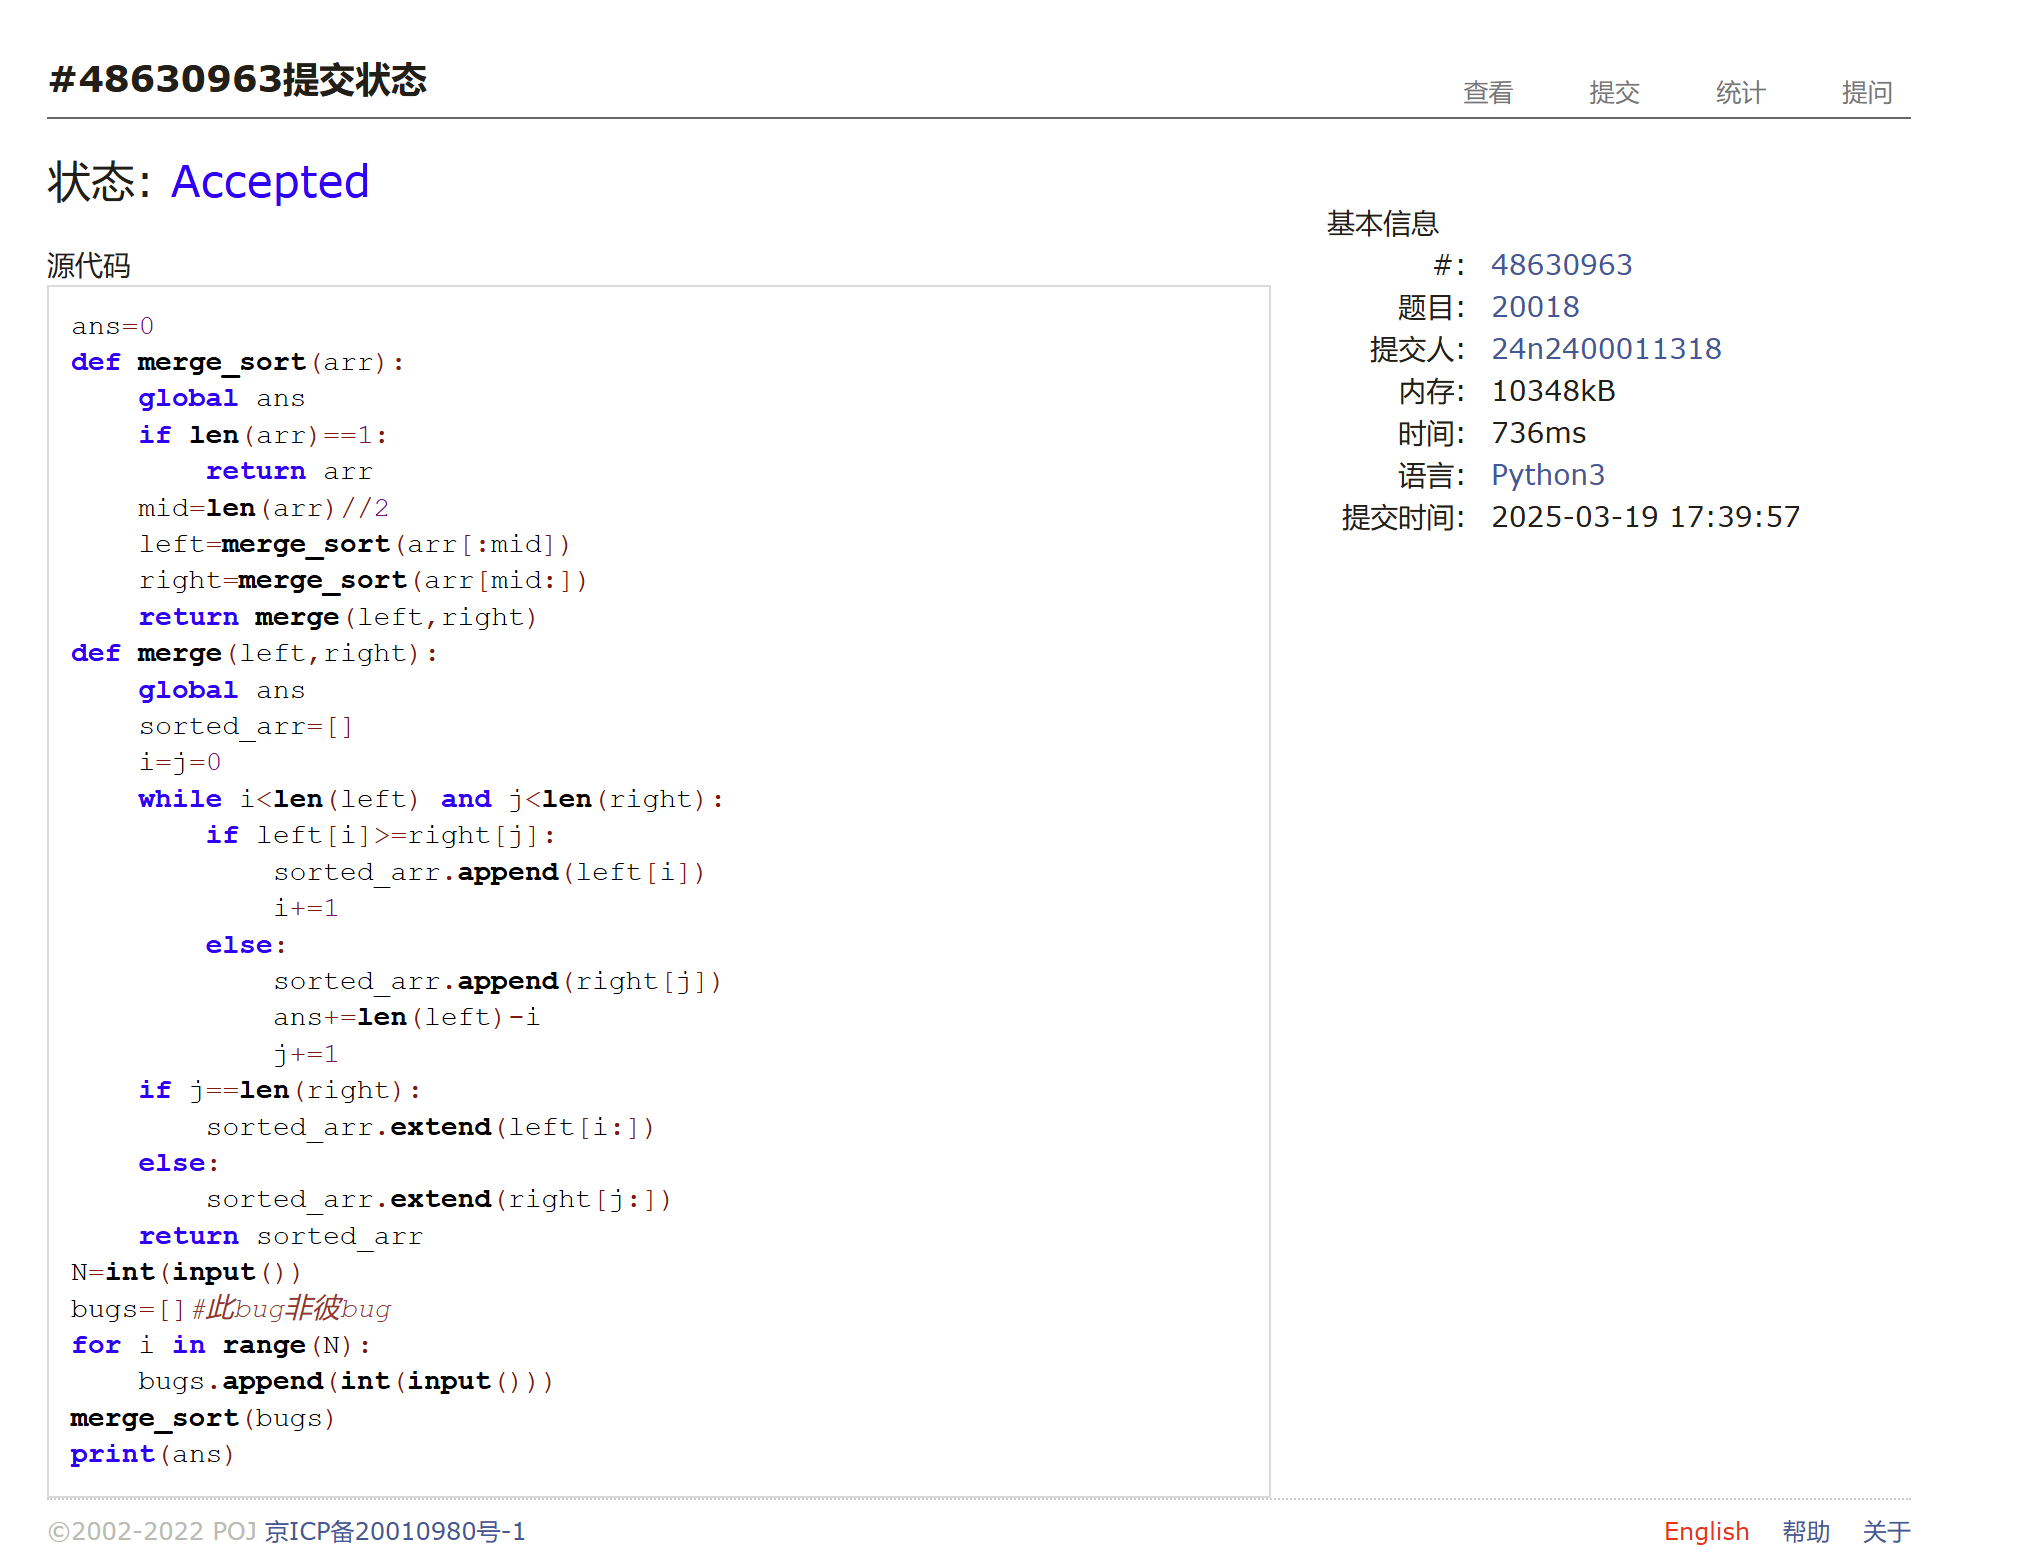 #48630963提交状态
查看 提交 统计 提问
状态: Accepted
源代码
ans=0
def merge_sort(arr):
    global ans
    if len(arr)==1:
        return arr
    mid=len(arr)//2
    left=merge_sort(arr[:mid])
    right=merge_sort(arr[mid:])
    return merge(left,right)
def merge(left,right):
    global ans
    sorted_arr=[]
    i=j=0
    while i<len(left) and j<len(right):
        if left[i]>=right[j]:
            sorted_arr.append(left[i])
            i+=1
        else:
            sorted_arr.append(right[j])
            ans+=len(left)-i
            j+=1
    if j==len(right):
        sorted_arr.extend(left[i:])
    else:
        sorted_arr.extend(right[j:])
    return sorted_arr
N=int(input())
bugs=[]#此bug非彼bug
for i in range(N):
    bugs.append(int(input()))
merge_sort(bugs)
print(ans)
基本信息
#: 48630963
题目: 20018
提交人: 24n2400011318
内存: 10348kB
时间: 736ms
语言: Python3
提交时间: 2025-03-19 17:39:57
©2002-2022 POJ 京ICP备20010980号-1
English 帮助 关于